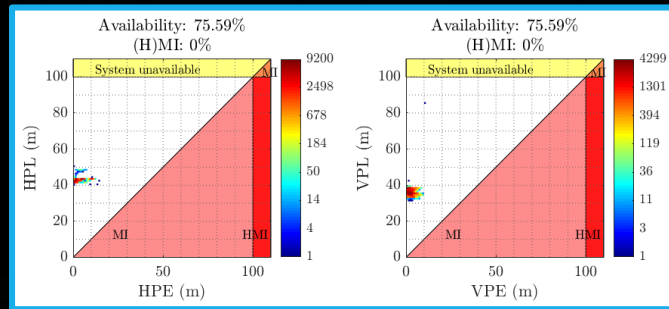 Availability: 75.59%
(H)MI: 0%
System unavailable
MI
MI
HMI
HPL (m)
100
80
60
40
20
0
0
50
100
HPE (m)
9200
2498
678
184
50
14
4
1
Availability: 75.59%
(H)MI: 0%
System unavailable
MI
MI
HMI
VPL (m)
100
80
60
40
20
0
0
50
100
VPE (m)
4299
1301
394
119
36
11
3
1